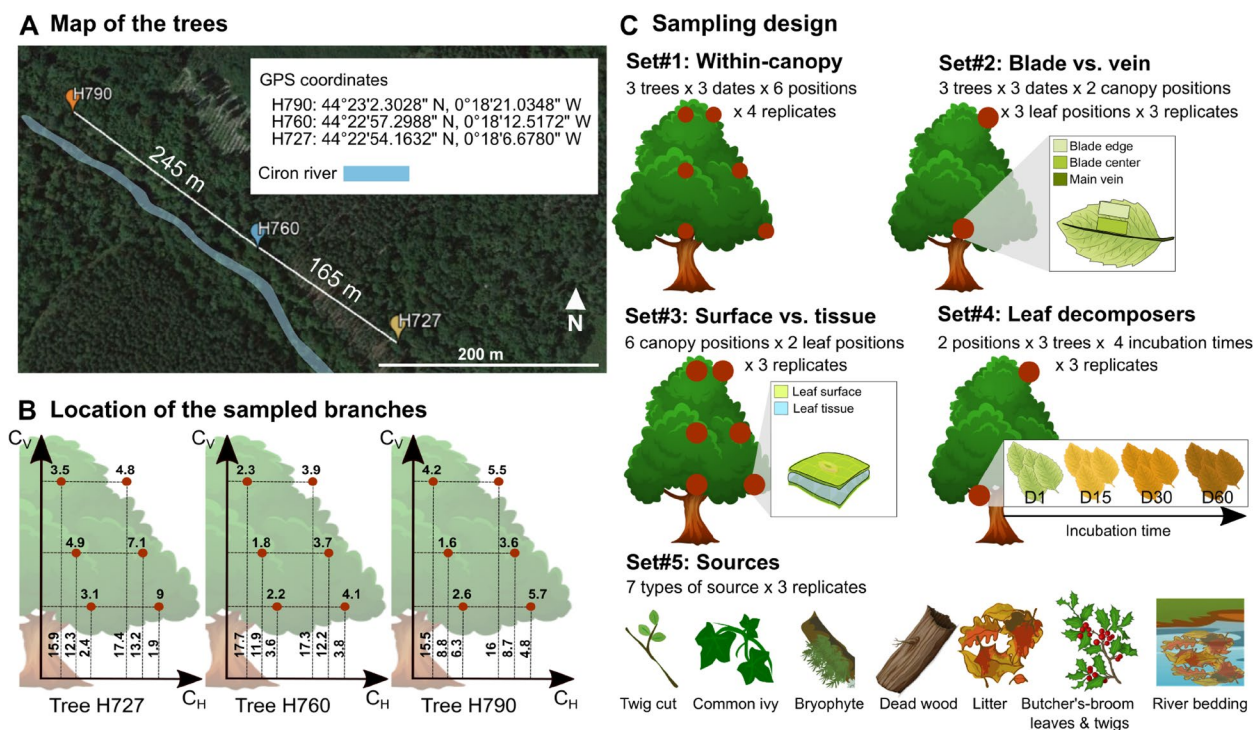 A Map of the trees
H790
H760
H727
245 m
165 m
GPS coordinates
H790: 44°23'2.3028" N, 0°18'21.0348" W
H760: 44°22'57.2988" N, 0°18'12.5172" W
H727: 44°22'54.1632" N, 0°18'6.6780" W
Ciron river
N
200 m
B Location of the sampled branches
CV
3.5 4.8
4.9 7.1
3.1 9
15.9 12.3 2.4 17.4 13.2 1.9
CH
Tree H727
CV
2.3 3.9
1.8 3.7
2.2 4.1
17.7 11.9 3.6 17.3 12.2 3.8
CH
Tree H760
CV
4.2 5.5
1.6 3.6
2.6 5.7
15.5 8.8 6.3 16 8.7 4.8
CH
Tree H790
C Sampling design
Set#1: Within-canopy
3 trees x 3 dates x 6 positions
x 4 replicates
Set#2: Blade vs. vein
3 trees x 3 dates x 2 canopy positions
x 3 leaf positions x 3 replicates
Blade edge
Blade center
Main vein
Set#3: Surface vs. tissue
6 canopy positions x 2 leaf positions
x 3 replicates
Leaf surface
Leaf tissue
Set#4: Leaf decomposers
2 positions x 3 trees x 4 incubation times
x 3 replicates
D1 D15 D30 D60
Incubation time
Set#5: Sources
7 types of source x 3 replicates
Twig cut
Common ivy
Bryophyte
Dead wood
Litter
Butcher's-broom
leaves & twigs
River bedding